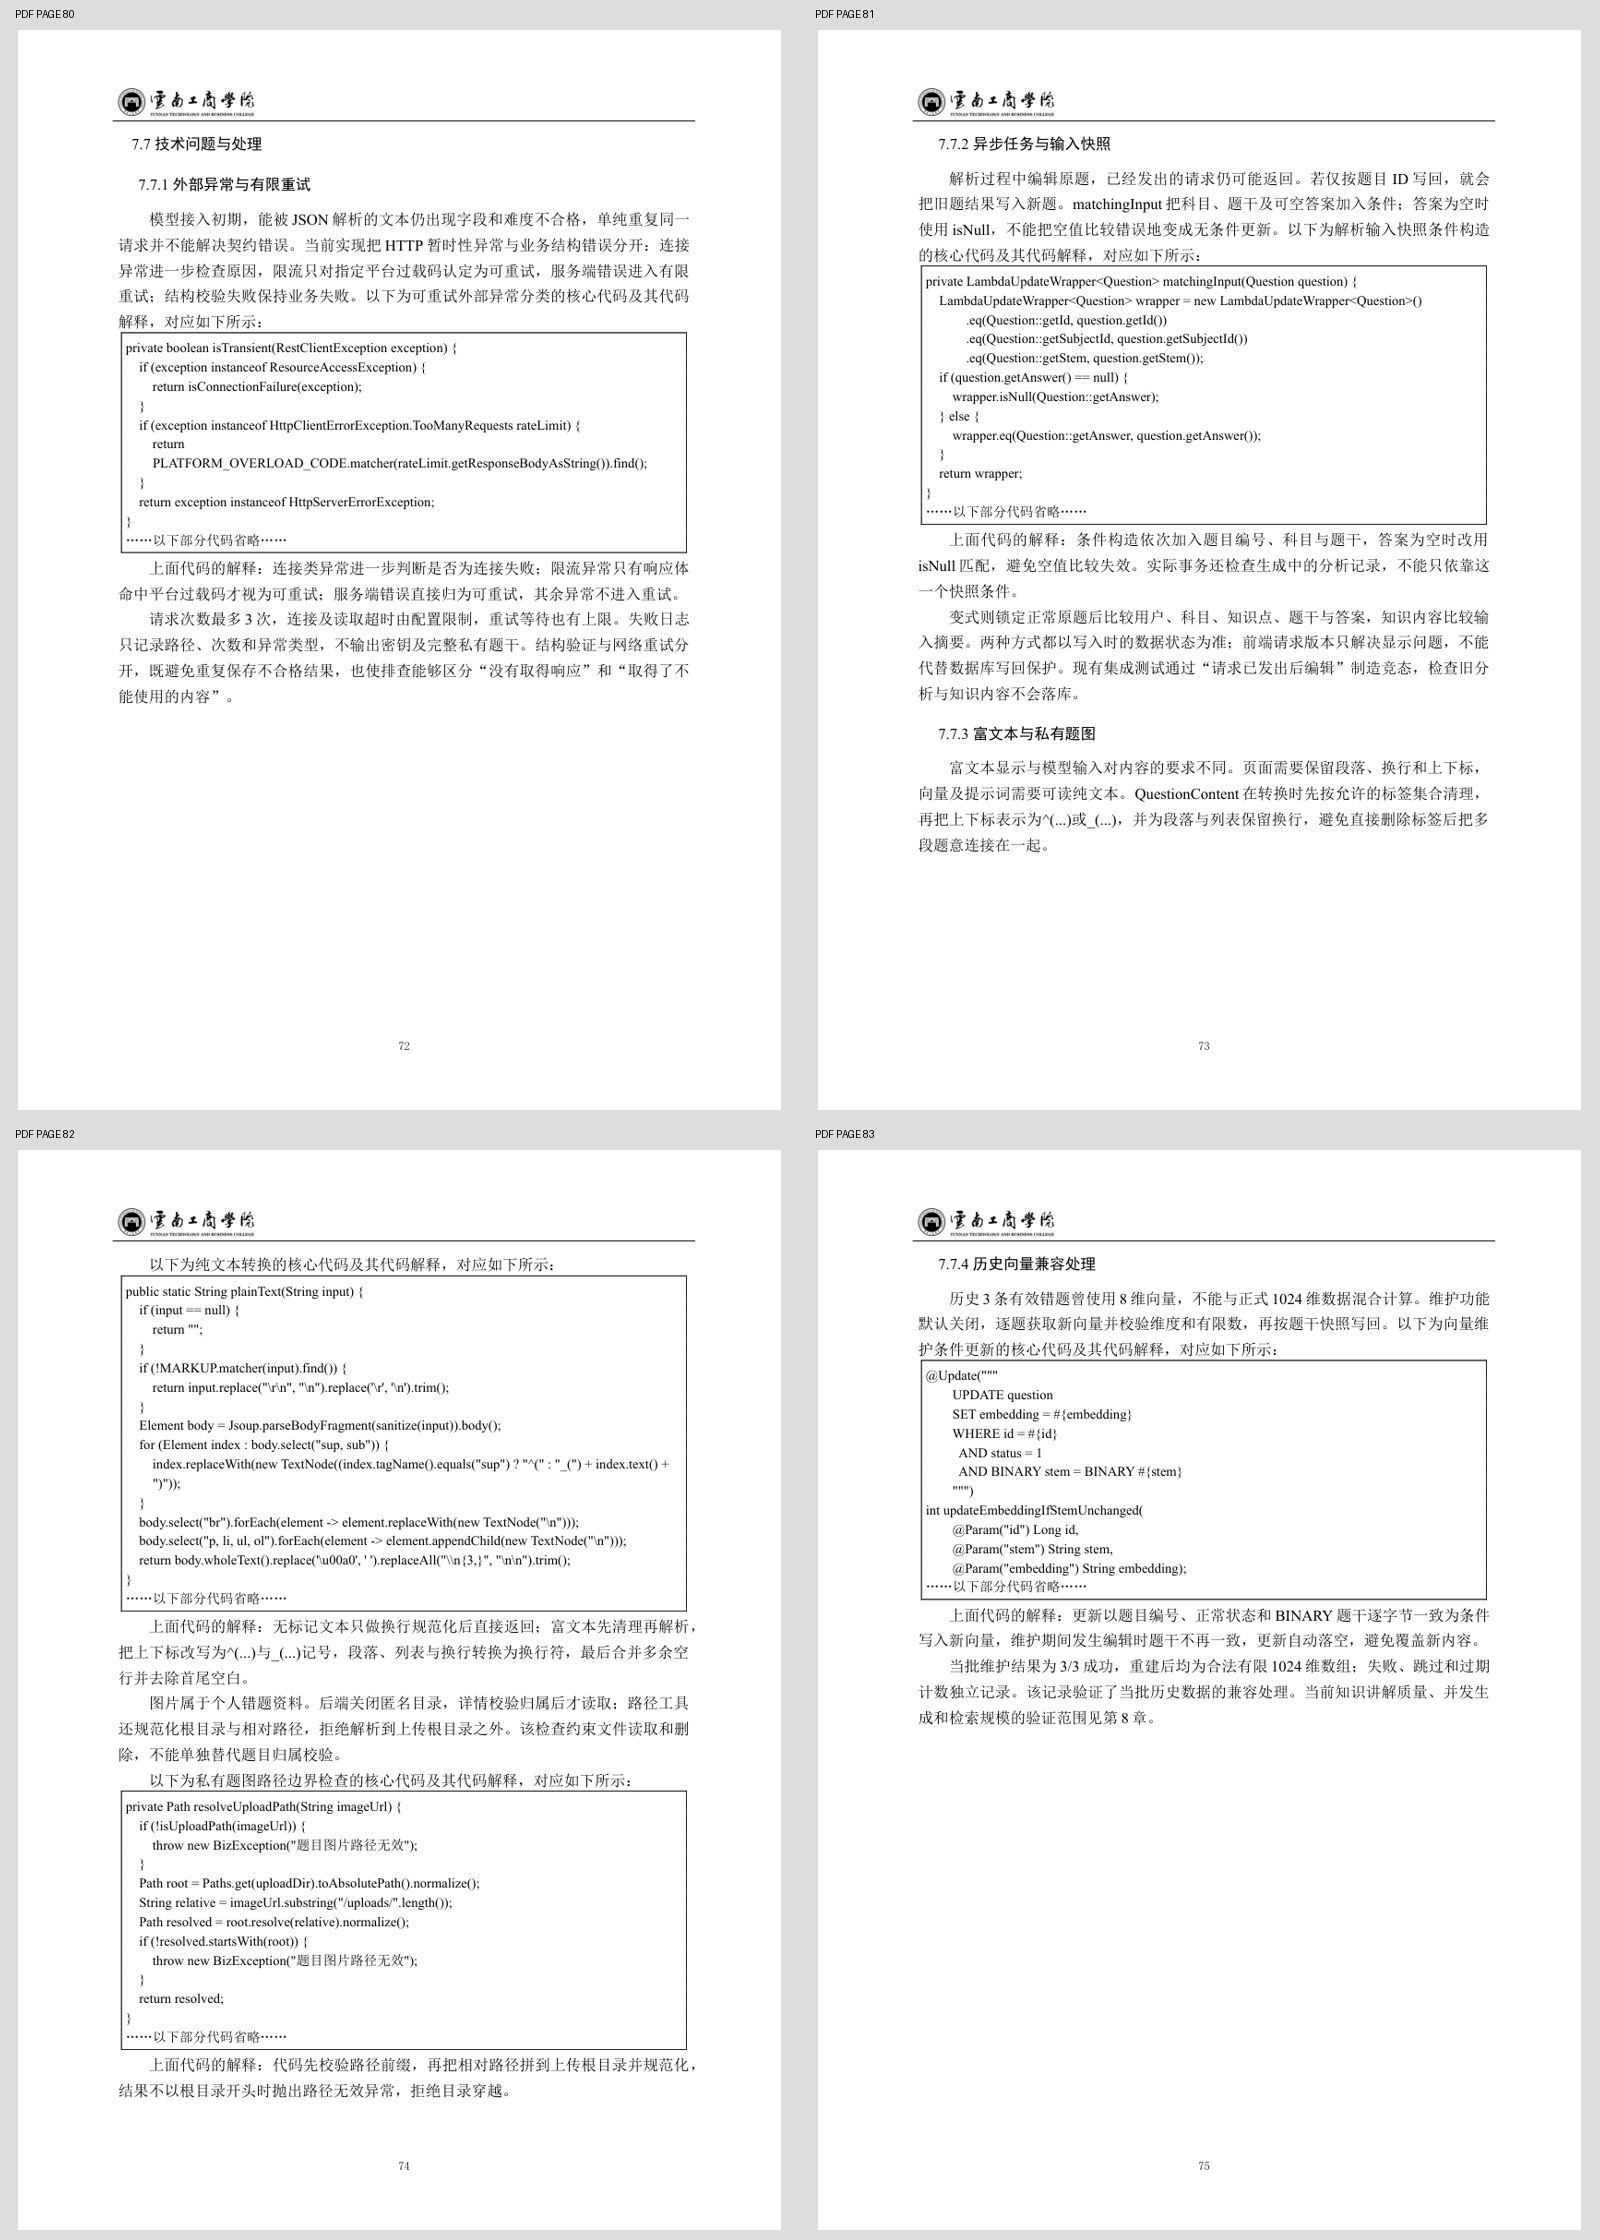 PDF PAGE 80
雲南工商學院
YUNNAN TECHNOLOGY AND BUSINESS COLLEGE
7.7 技术问题与处理
7.7.1 外部异常与有限重试
模型接入初期，能被 JSON 解析的文本仍出现字段和难度不合格，单纯重复同一
请求并不能解决契约错误。当前实现把 HTTP 暂时性异常与业务结构错误分开：连接
异常进一步检查原因，限流只对指定平台过载码认定为可重试，服务端错误进入有限
重试；结构校验失败保持业务失败。以下为可重试外部异常分类的核心代码及其代码
解释，对应如下所示：
private boolean isTransient(RestClientException exception) {
if (exception instanceof ResourceAccessException) {
return isConnectionFailure(exception);
}
if (exception instanceof HttpClientErrorException.TooManyRequests rateLimit) {
return
PLATFORM_OVERLOAD_CODE.matcher(rateLimit.getResponseBodyAsString()).find();
}
return exception instanceof HttpServerErrorException;
}
……以下部分代码省略……
上面代码的解释：连接类异常进一步判断是否为连接失败；限流异常只有响应体
命中平台过载码才视为可重试；服务端错误直接归为可重试，其余异常不进入重试。
请求次数最多 3 次，连接及读取超时由配置限制，重试等待也有上限。失败日志
只记录路径、次数和异常类型，不输出密钥及完整私有题干。结构验证与网络重试分
开，既避免重复保存不合格结果，也使排查能够区分“没有取得响应”和“取得了不
能使用的内容”。
72
PDF PAGE 81
雲南工商學院
YUNNAN TECHNOLOGY AND BUSINESS COLLEGE
7.7.2 异步任务与输入快照
解析过程中编辑原题，已经发出的请求仍可能返回。若仅按题目 ID 写回，就会
把旧题结果写入新题。matchingInput 把科目、题干及可空答案加入条件；答案为空时
使用 isNull，不能把空值比较错误地变成无条件更新。以下为解析输入快照条件构造
的核心代码及其代码解释，对应如下所示：
private LambdaUpdateWrapper<Question> matchingInput(Question question) {
LambdaUpdateWrapper<Question> wrapper = new LambdaUpdateWrapper<Question>()
.eq(Question::getId, question.getId())
.eq(Question::getSubjectId, question.getSubjectId())
.eq(Question::getStem, question.getStem());
if (question.getAnswer() == null) {
wrapper.isNull(Question::getAnswer);
} else {
wrapper.eq(Question::getAnswer, question.getAnswer());
}
return wrapper;
}
……以下部分代码省略……
上面代码的解释：条件构造依次加入题目编号、科目与题干，答案为空时改用
isNull 匹配，避免空值比较失效。实际事务还检查生成中的分析记录，不能只依靠这
一个快照条件。
变式则锁定正常原题后比较用户、科目、知识点、题干与答案，知识内容比较输
入摘要。两种方式都以写入时的数据状态为准；前端请求版本只解决显示问题，不能
代替数据库写回保护。现有集成测试通过“请求已发出后编辑”制造竞态，检查旧分
析与知识内容不会落库。
7.7.3 富文本与私有题图
富文本显示与模型输入对内容的要求不同。页面需要保留段落、换行和上下标，
向量及提示词需要可读纯文本。QuestionContent 在转换时先按允许的标签集合清理，
再把上下标表示为^(...)或_(...)，并为段落与列表保留换行，避免直接删除标签后把多
段题意连接在一起。
73
PDF PAGE 82
雲南工商學院
YUNNAN TECHNOLOGY AND BUSINESS COLLEGE
以下为纯文本转换的核心代码及其代码解释，对应如下所示：
public static String plainText(String input) {
if (input == null) {
return "";
}
if (!MARKUP.matcher(input).find()) {
return input.replace("\r\n", "\n").replace('\r', '\n').trim();
}
Element body = Jsoup.parseBodyFragment(sanitize(input)).body();
for (Element index : body.select("sup, sub")) {
index.replaceWith(new TextNode((index.tagName().equals("sup") ? "^(" : "_(") + index.text() +
")"));
}
body.select("br").forEach(element -> element.replaceWith(new TextNode("\n")));
body.select("p, li, ul, ol").forEach(element -> element.appendChild(new TextNode("\n")));
return body.wholeText().replace('\u00a0', ' ').replaceAll("\\n{3,}", "\n\n").trim();
}
……以下部分代码省略……
上面代码的解释：无标记文本只做换行规范化后直接返回；富文本先清理再解析，
把上下标改写为^(...)与_(...)记号，段落、列表与换行转换为换行符，最后合并多余空
行并去除首尾空白。
图片属于个人错题资料。后端关闭匿名目录，详情校验归属后才读取；路径工具
还规范化根目录与相对路径，拒绝解析到上传根目录之外。该检查约束文件读取和删
除，不能单独替代题目归属校验。
以下为私有题图路径边界检查的核心代码及其代码解释，对应如下所示：
private Path resolveUploadPath(String imageUrl) {
if (!isUploadPath(imageUrl)) {
throw new BizException("题目图片路径无效");
}
Path root = Paths.get(uploadDir).toAbsolutePath().normalize();
String relative = imageUrl.substring("/uploads/".length());
Path resolved = root.resolve(relative).normalize();
if (!resolved.startsWith(root)) {
throw new BizException("题目图片路径无效");
}
return resolved;
}
……以下部分代码省略……
上面代码的解释：代码先校验路径前缀，再把相对路径拼到上传根目录并规范化，
结果不以根目录开头时抛出路径无效异常，拒绝目录穿越。
74
PDF PAGE 83
雲南工商學院
YUNNAN TECHNOLOGY AND BUSINESS COLLEGE
7.7.4 历史向量兼容处理
历史 3 条有效错题曾使用 8 维向量，不能与正式 1024 维数据混合计算。维护功能
默认关闭，逐题获取新向量并校验维度和有限数，再按题干快照写回。以下为向量维
护条件更新的核心代码及其代码解释，对应如下所示：
@Update("""
UPDATE question
SET embedding = #{embedding}
WHERE id = #{id}
AND status = 1
AND BINARY stem = BINARY #{stem}
""")
int updateEmbeddingIfStemUnchanged(
@Param("id") Long id,
@Param("stem") String stem,
@Param("embedding") String embedding);
……以下部分代码省略……
上面代码的解释：更新以题目编号、正常状态和 BINARY 题干逐字节一致为条件
写入新向量，维护期间发生编辑时题干不再一致，更新自动落空，避免覆盖新内容。
当批维护结果为 3/3 成功，重建后均为合法有限 1024 维数组；失败、跳过和过期
计数独立记录。该记录验证了当批历史数据的兼容处理。当前知识讲解质量、并发生
成和检索规模的验证范围见第 8 章。
75